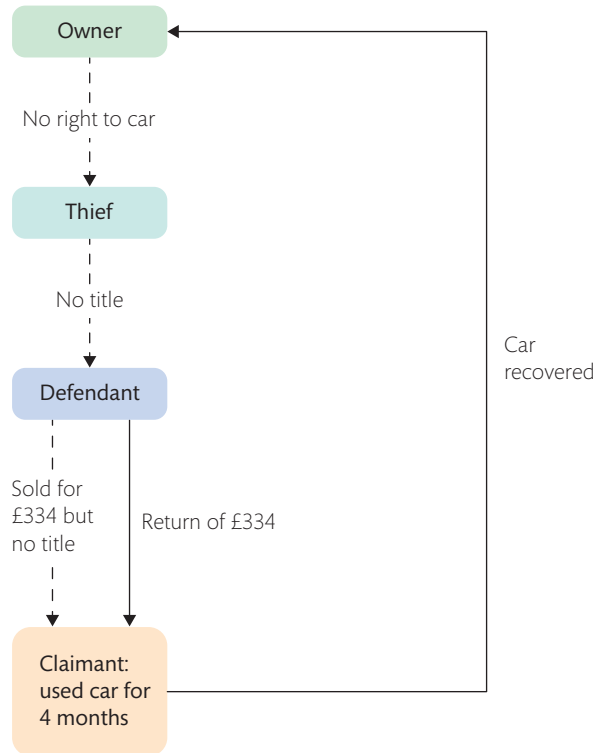 Owner
No right to car
Thief
No title
Car
recovered
Defendant
Sold for
£334 but
no title
Return of £334
Claimant:
used car for
4 months